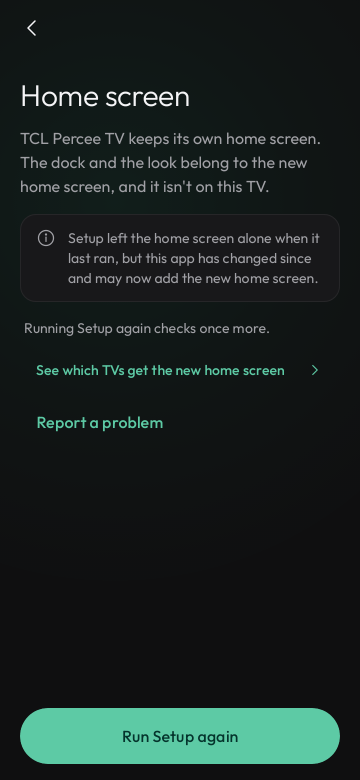 Home screen
TCL Percee TV keeps its own home screen.
The dock and the look belong to the new
home screen, and it isn't on this TV.
Setup left the home screen alone when it
last ran, but this app has changed since
and may now add the new home screen.
Running Setup again checks once more.
See which TVs get the new home screen
Report a problem
Run Setup again